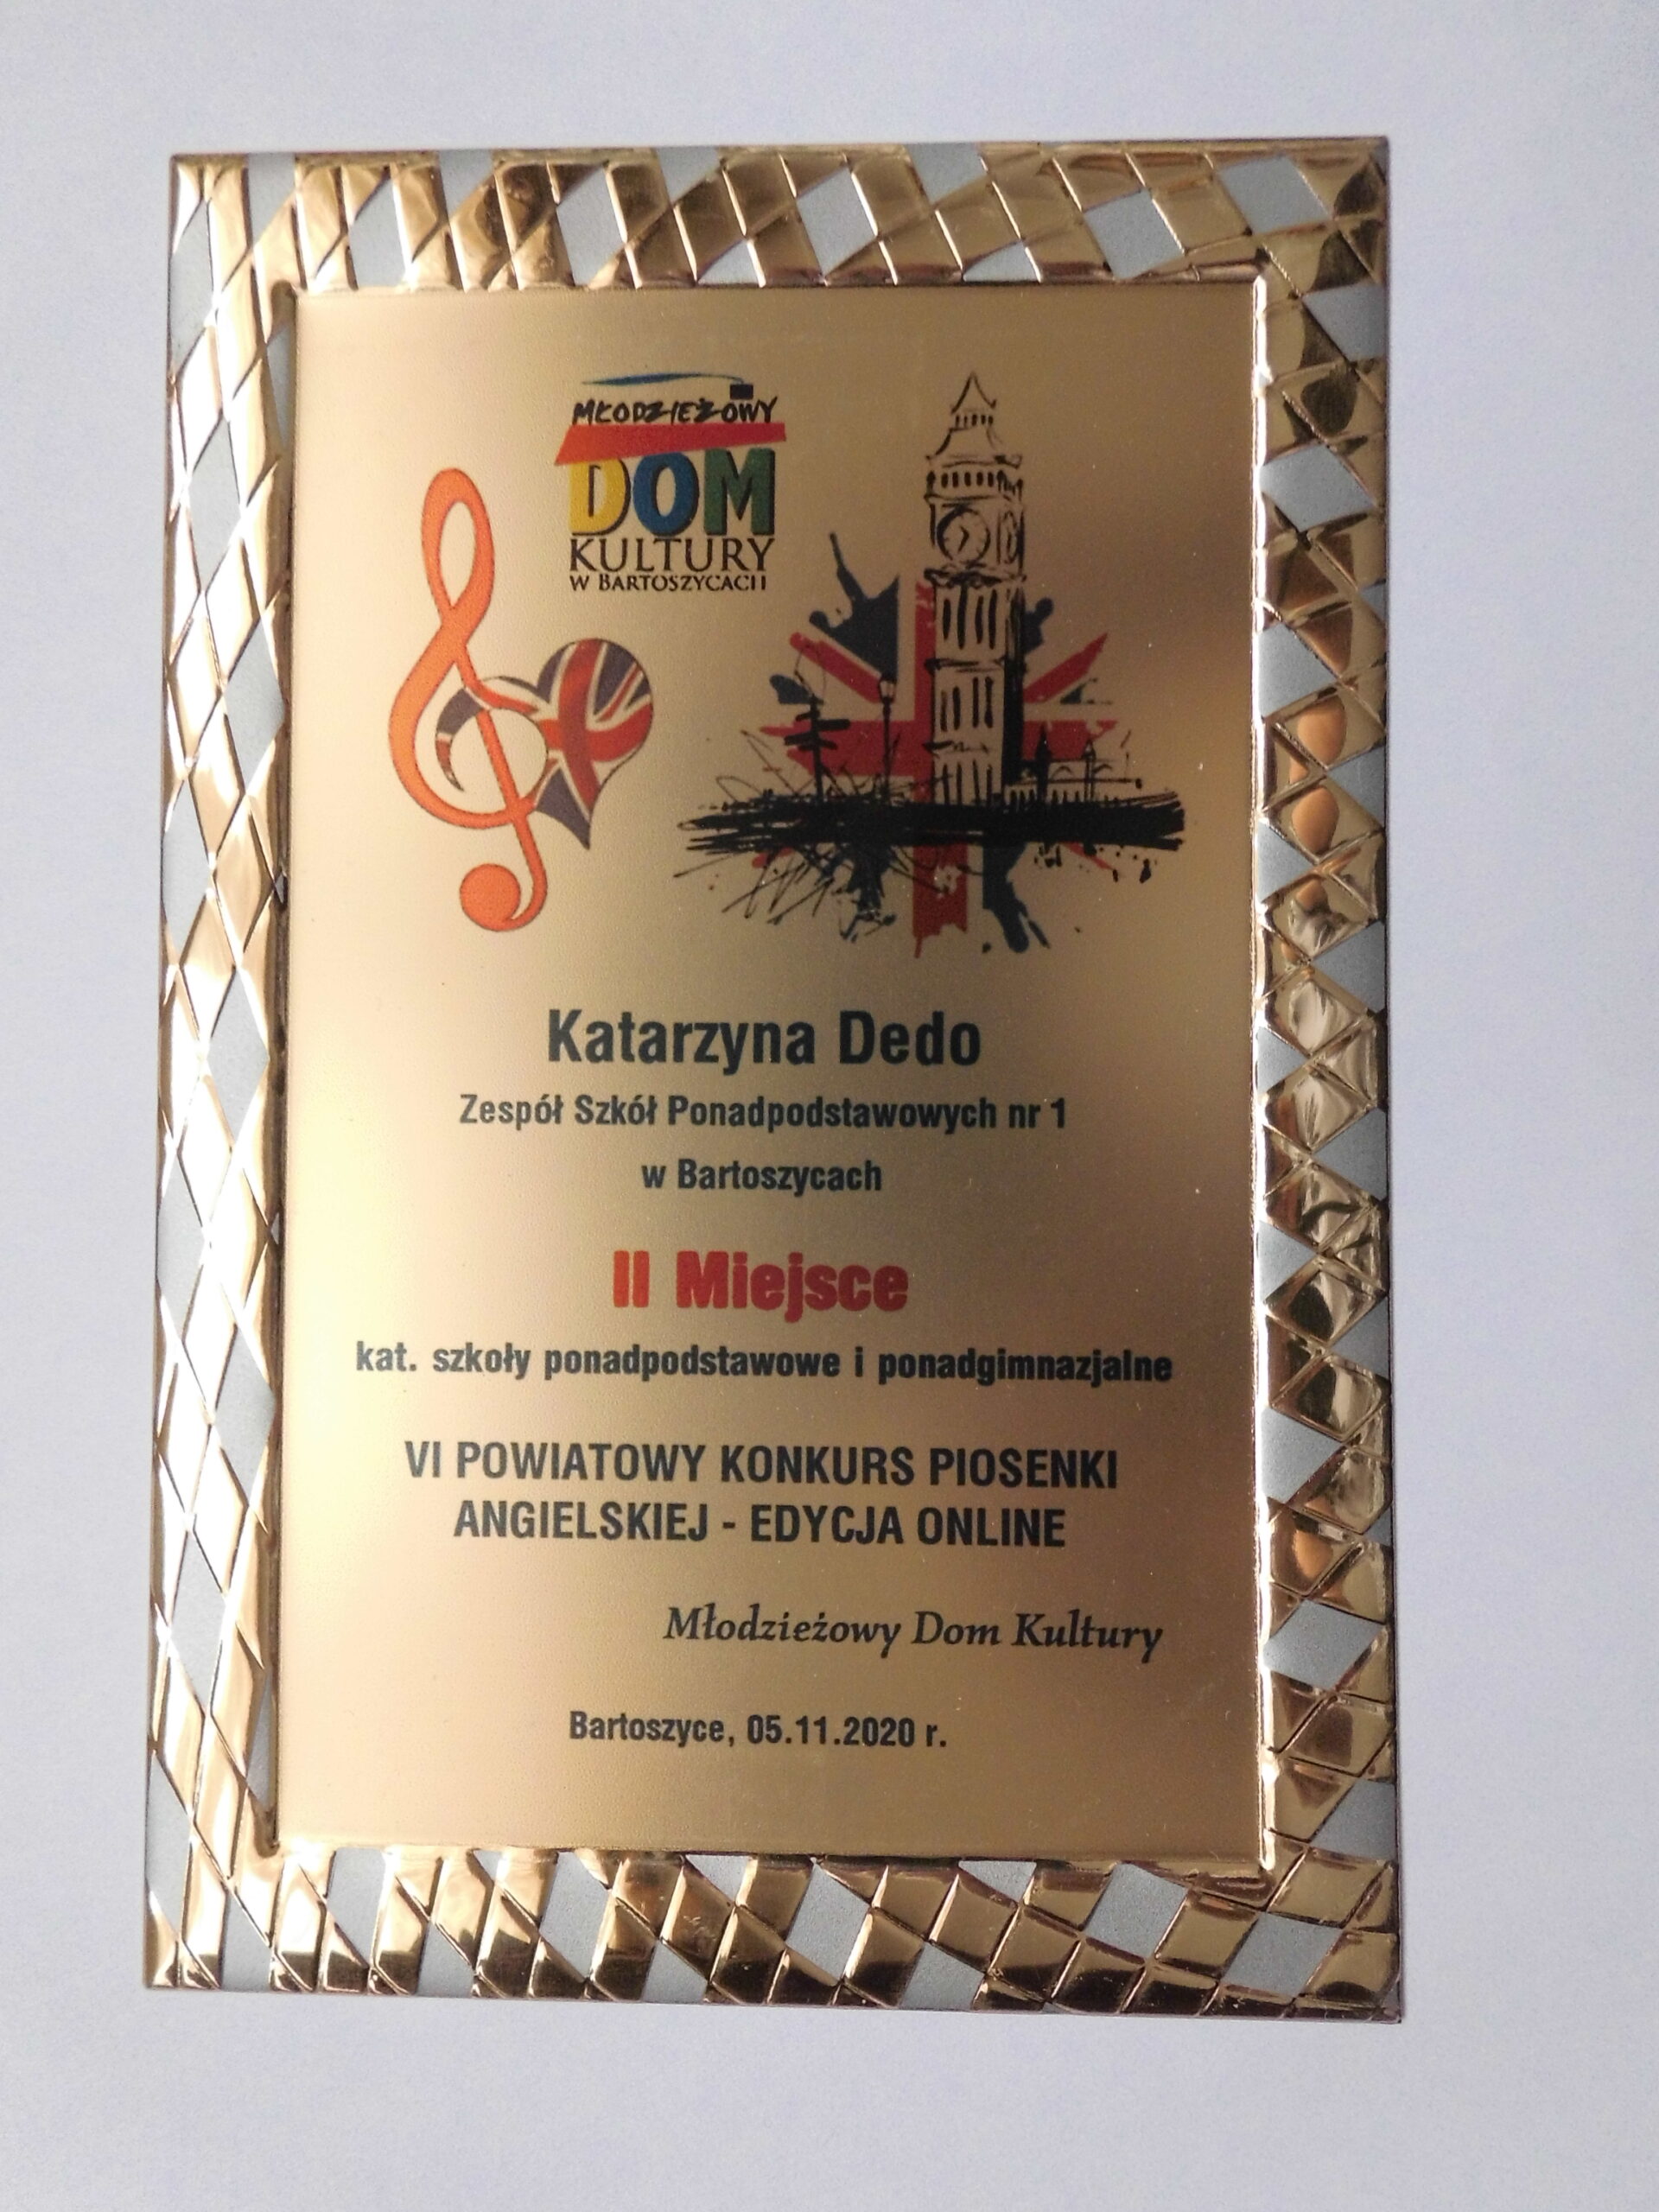 MŁODZIEŻOWY
DOM
KULTURY
W BARTOSZYCACH
Katarzyna Dedo
Zespół Szkół Ponadpodstawowych nr 1
w Bartoszycach
II Miejsce
kat. szkoły ponadpodstawowe i ponadgimnazjalne
VI POWIATOWY KONKURS PIOSENKI
ANGIELSKIEJ - EDYCJA ONLINE
Młodzieżowy Dom Kultury
Bartoszyce, 05.11.2020 r.